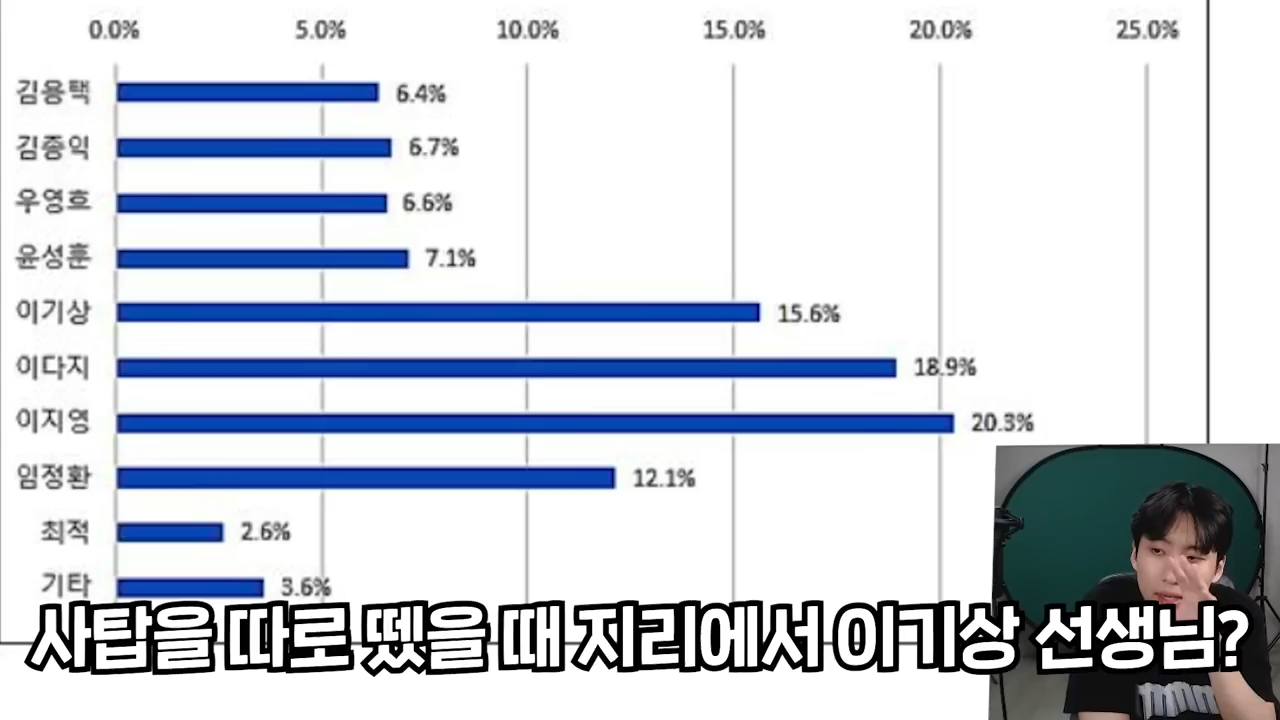 0.0% 5.0% 10.0% 15.0% 20.0% 25.0%
김용택 6.4%
김종익 6.7%
우영호 6.6%
윤성훈 7.1%
이기상 15.6%
이다지 18.9%
이지영 20.3%
임정환 12.1%
최적 2.6%
기타 3.6%
사탐을 따로 뗐을 때 지리에서 이기상 선생님?